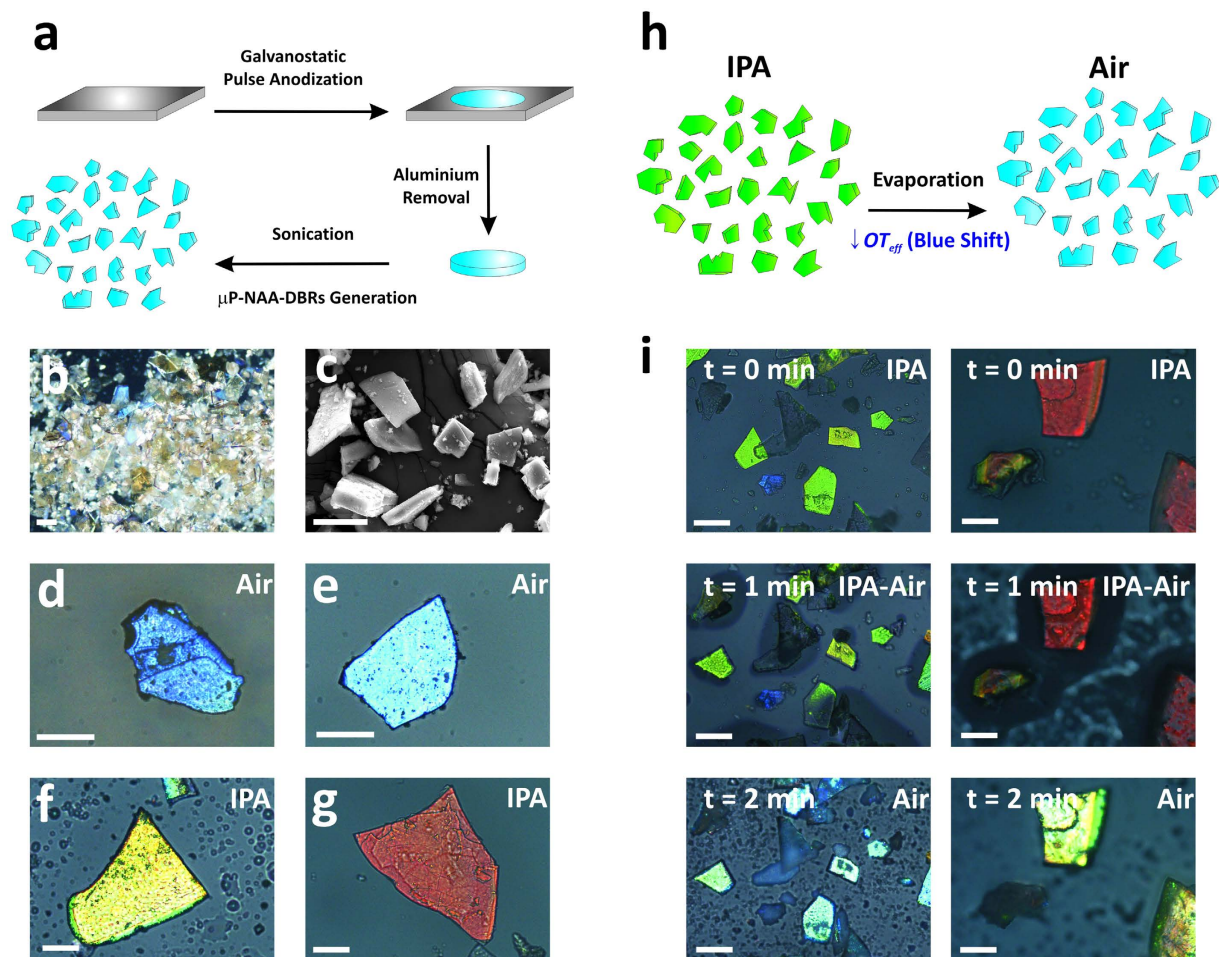 a
Galvanostatic
Pulse Anodization
Aluminium
Removal
Sonication
μP-NAA-DBRs Generation
b
c
d
Air
e
Air
f
IPA
g
IPA
h
IPA
Air
Evaporation
↓ OTeff (Blue Shift)
i
t = 0 min
IPA
t = 0 min
IPA
t = 1 min
IPA-Air
t = 1 min
IPA-Air
t = 2 min
Air
t = 2 min
Air